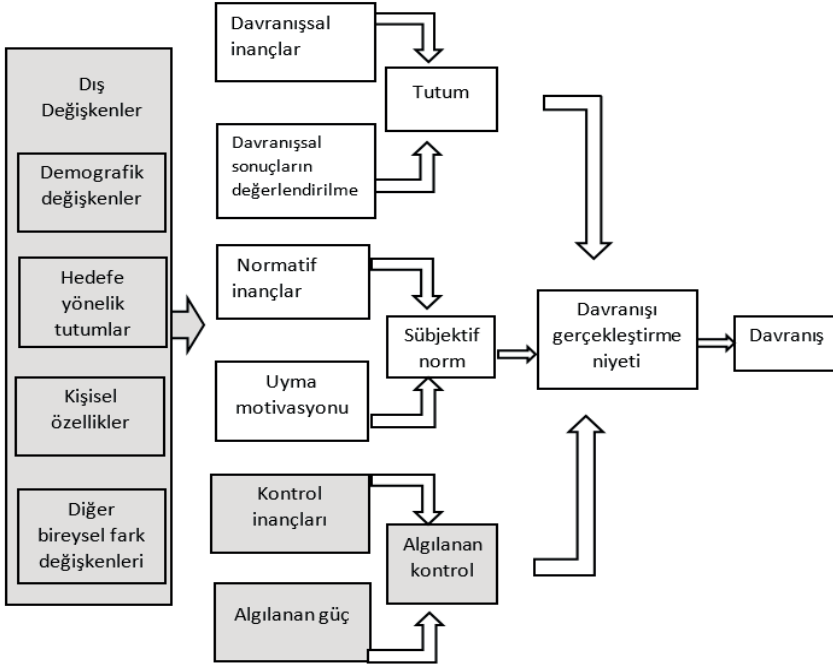 Dış
Değişkenler
Demografik
değişkenler
Hedefe
yönelik
tutumlar
Kişisel
özellikler
Diğer
bireysel fark
değişkenleri
Davranışsal
inançlar
Davranışsal
sonuçların
değerlendirilme
Normatif
inançlar
Uyma
motivasyonu
Kontrol
inançları
Algılanan güç
Tutum
Sübjektif
norm
Algılanan
kontrol
Davranışı
gerçekleştirme
niyeti
Davranış